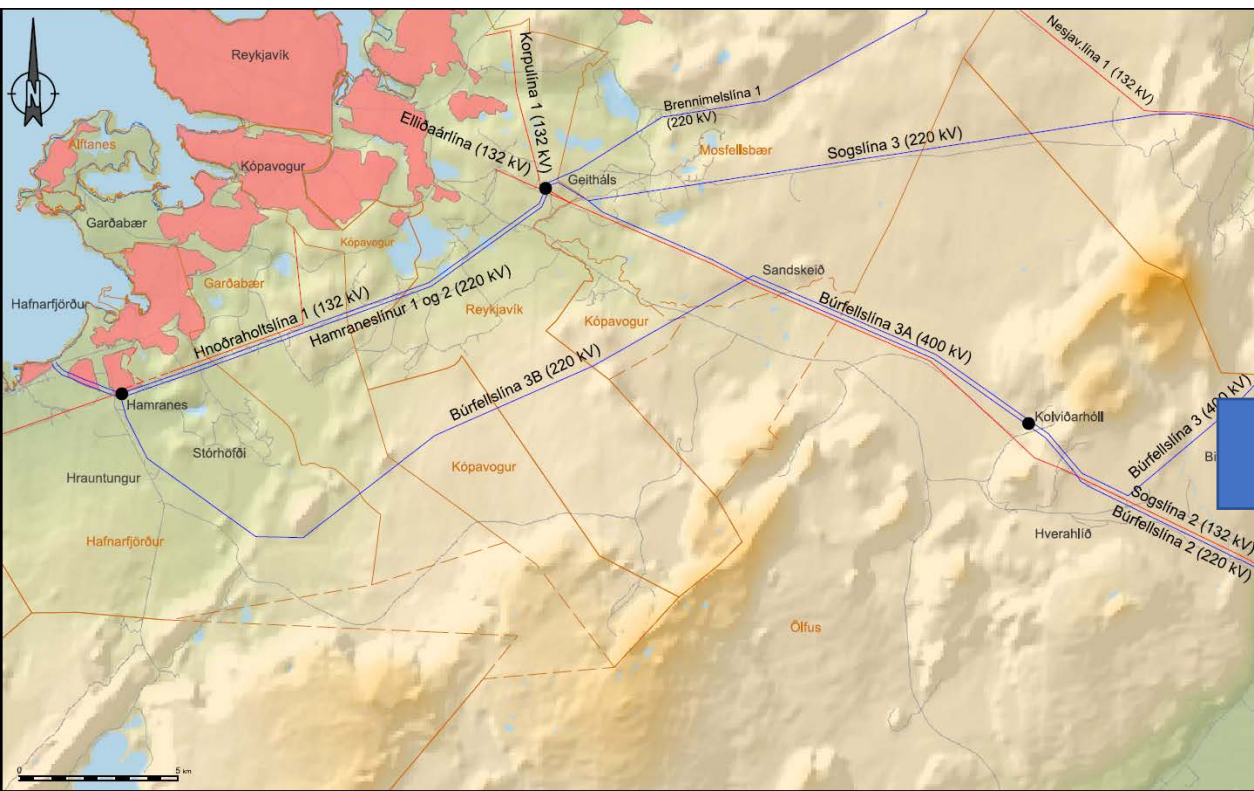 Reykjavík
Korpulína 1 (132 kV)
Nesjav.lína 1 (132 kV)
N
Elliðaárlína (132 kV)
Brennimelslína 1
(220 kV)
Sogslína 3 (220 kV)
Mosfellsbær
Álftanes
Kópavogur
Geitháls
Garðabær
Kópavogur
Garðabær
Sandskeið
Hafnarfjörður
Hnoðraholtslína 1 (132 kV)
Hamraneslínur 1 og 2 (220 kV)
Reykjavík
Kópavogur
Búrfellslína 3A (400 kV)
Búrfellslína 3B (220 kV)
Hamranes
Kolviðarhóll
Búrfellslína 3 (400 kV)
Stórhöfði
Kópavogur
Hrauntungur
Sogslína 2 (132 kV)
Búrfellslína 2 (220 kV)
Hverahlíð
Hafnarfjörður
Ölfus
0 5 km